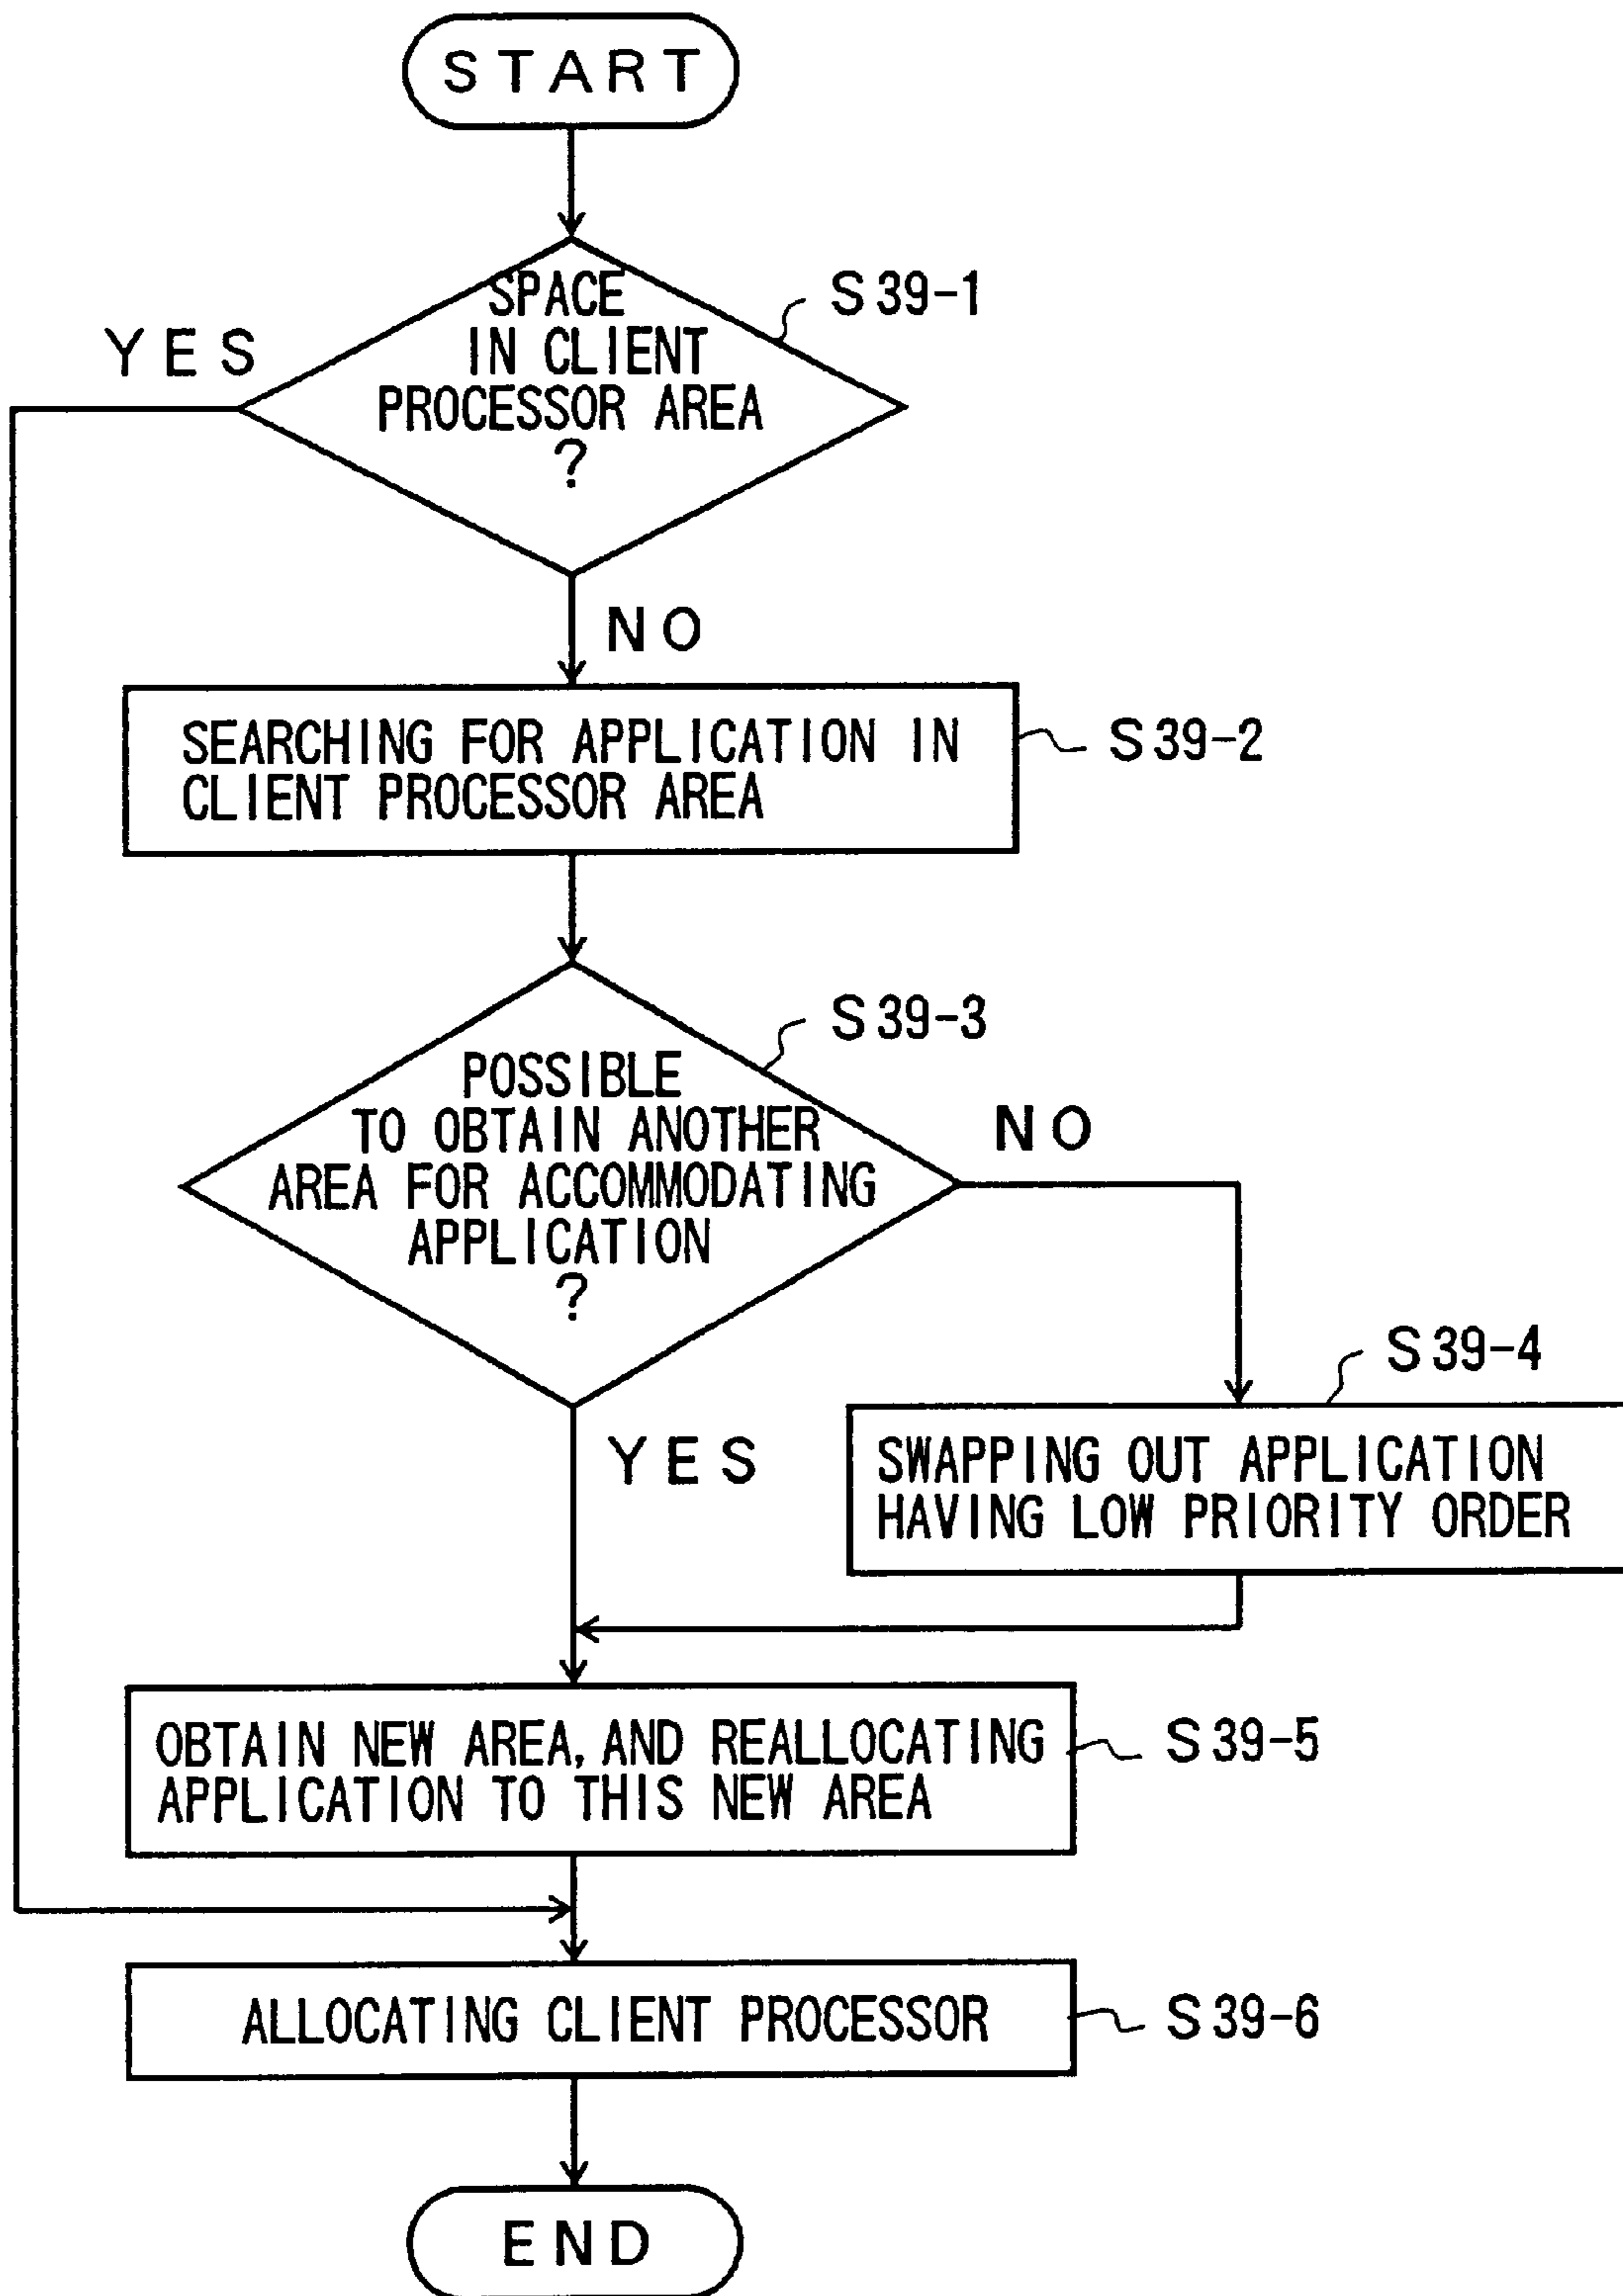 START
SPACE
IN CLIENT
PROCESSOR AREA
?
S39-1
YES
NO
SEARCHING FOR APPLICATION IN
CLIENT PROCESSOR AREA
S39-2
POSSIBLE
TO OBTAIN ANOTHER
AREA FOR ACCOMMODATING
APPLICATION
?
S39-3
NO
YES
SWAPPING OUT APPLICATION
HAVING LOW PRIORITY ORDER
S39-4
OBTAIN NEW AREA, AND REALLOCATING
APPLICATION TO THIS NEW AREA
S39-5
ALLOCATING CLIENT PROCESSOR
S39-6
END